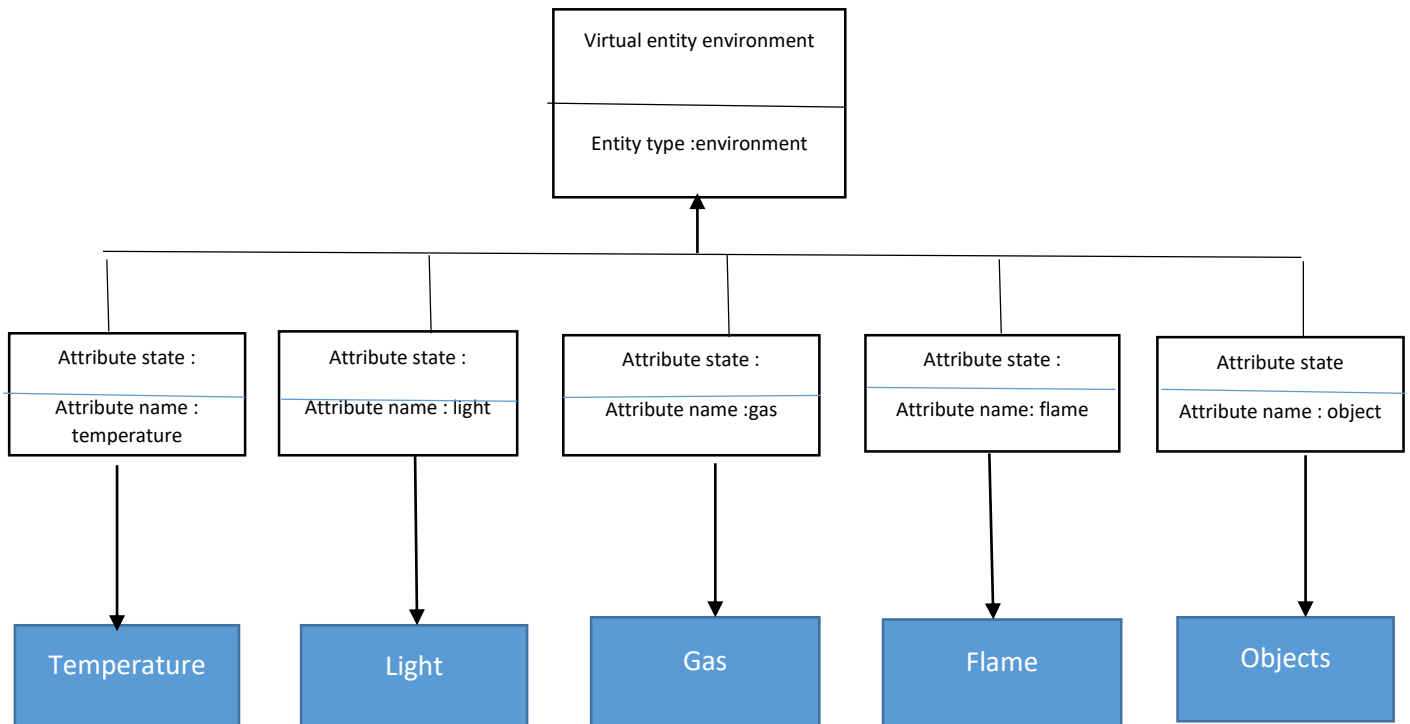 Virtual entity environment
Entity type :environment
Attribute state :
Attribute name :
temperature
Attribute state :
Attribute name : light
Attribute state :
Attribute name :gas
Attribute state :
Attribute name: flame
Attribute state
Attribute name : object
Temperature
Light
Gas
Flame
Objects